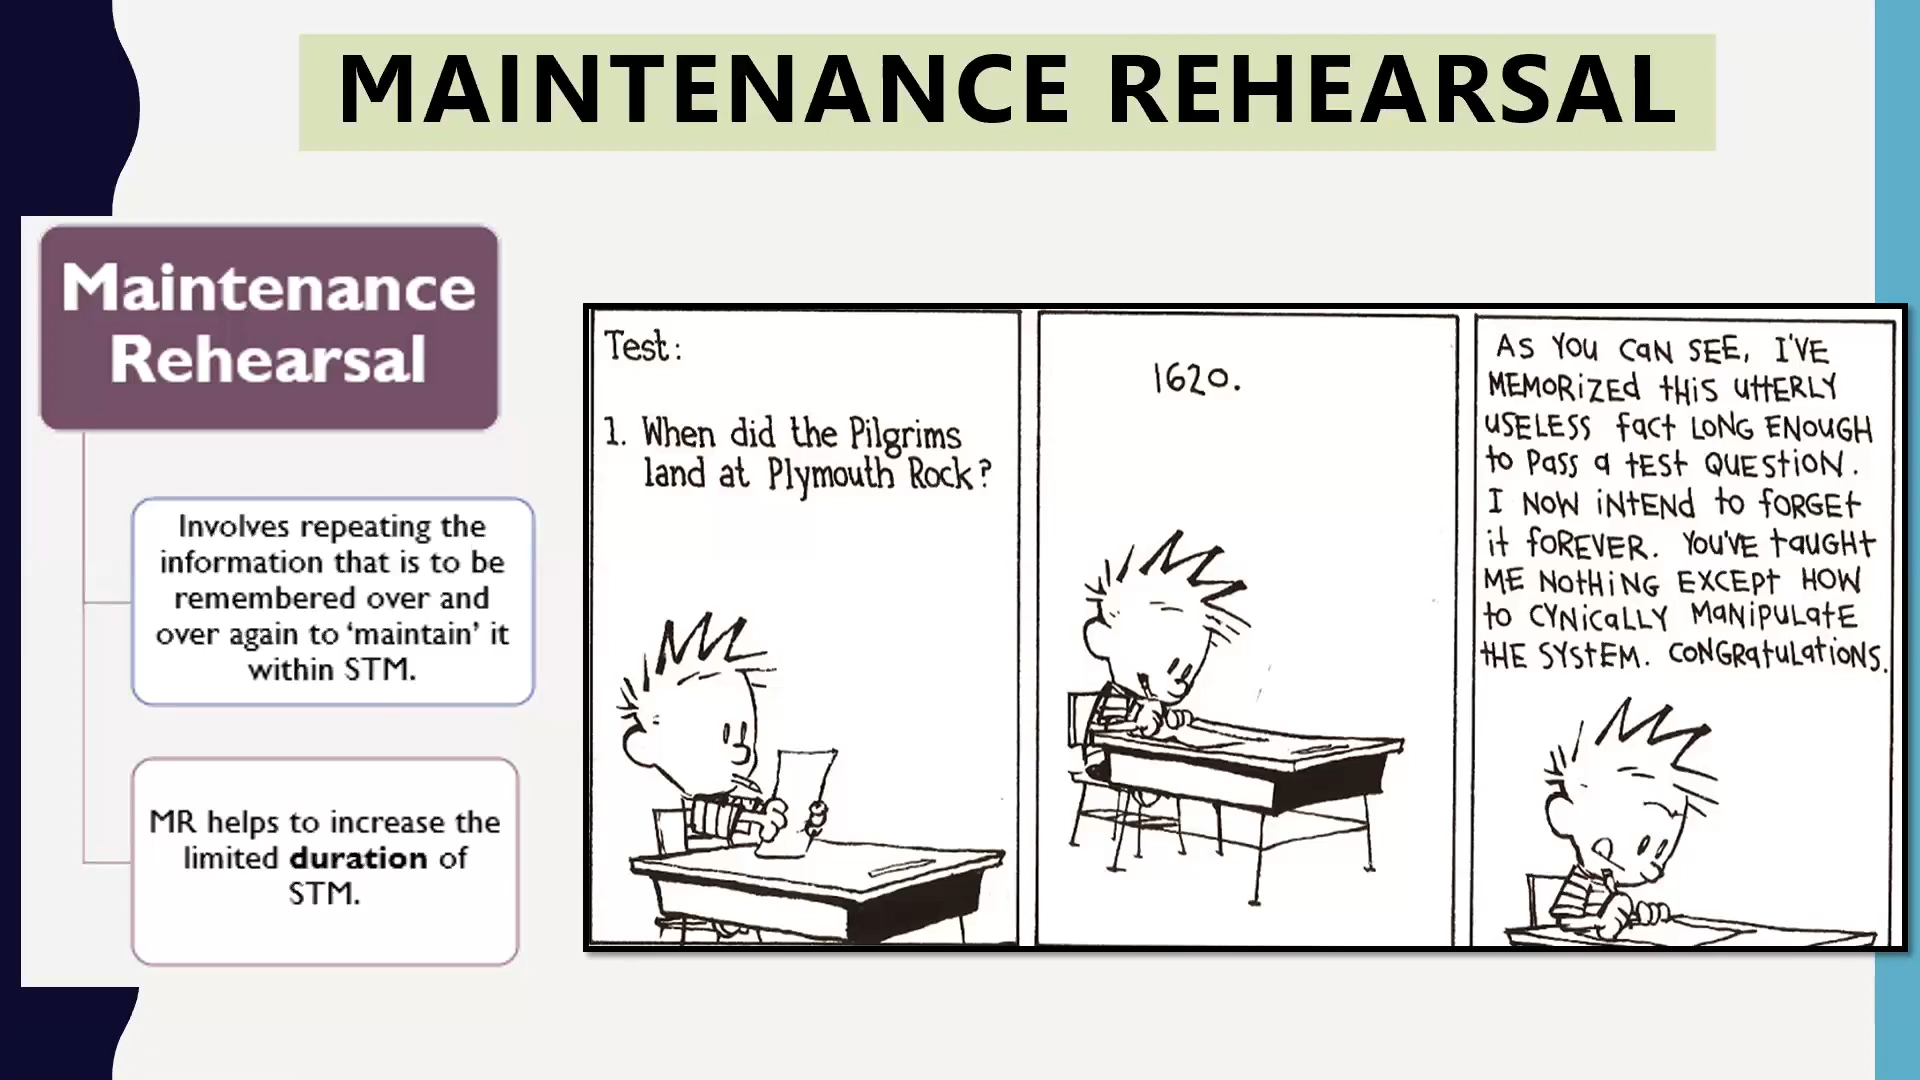 MAINTENANCE REHEARSAL
Maintenance
Rehearsal
Involves repeating the
information that is to be
remembered over and
over again to ‘maintain’ it
within STM.
MR helps to increase the
limited duration of
STM.
Test:
1. When did the Pilgrims
land at Plymouth Rock?
1620.
AS YOU CAN SEE, I'VE
MEMORIZED THIS UTTERLY
USELESS FACT LONG ENOUGH
TO PASS A TEST QUESTION.
I NOW INTEND TO FORGET
IT FOREVER. YOU'VE TAUGHT
ME NOTHING EXCEPT HOW
TO CYNICALLY MANIPULATE
THE SYSTEM. CONGRATULATIONS.